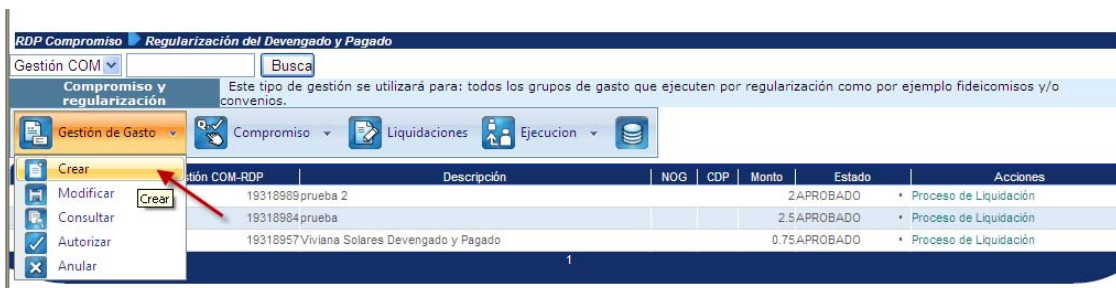 RDP Compromiso Regularización del Devengado y Pagado
Gestión COM Busca
Compromiso y regularización
Este tipo de gestión se utilizará para: todos los grupos de gasto que ejecuten por regularización como por ejemplo fideicomisos y/o
convenios.
Gestión de Gasto Compromiso Liquidaciones Ejecucion
Crear
Modificar
Crear
Consultar
Autorizar
Anular
stión COM-RDP Descripción NOG CDP Monto Estado Acciones
19318989 prueba 2 2 APROBADO • Proceso de Liquidación
19318984 prueba 2.5 APROBADO • Proceso de Liquidación
19318957 Viviana Solares Devengado y Pagado 0.75 APROBADO • Proceso de Liquidación
1